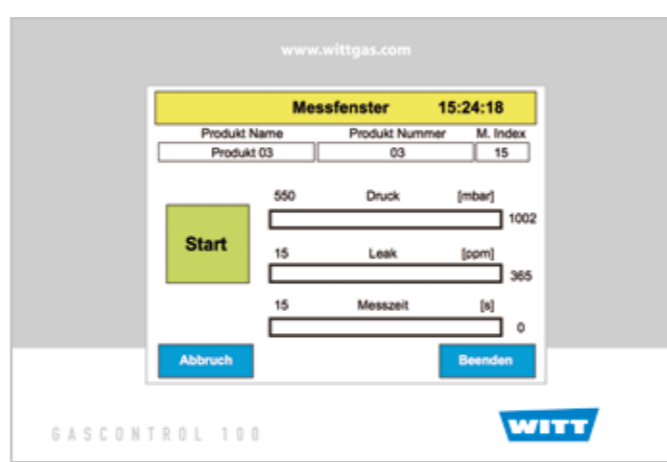 www.wittgas.com
Messfenster 15:24:18
Produkt Name Produkt Nummer M. Index
Produkt 03 03 15
550 Druck [mbar]
1002
Start
15 Leak [ppm]
365
15 Messzeit [s]
0
Abbruch Beenden
GASCONTROL 100
WITT